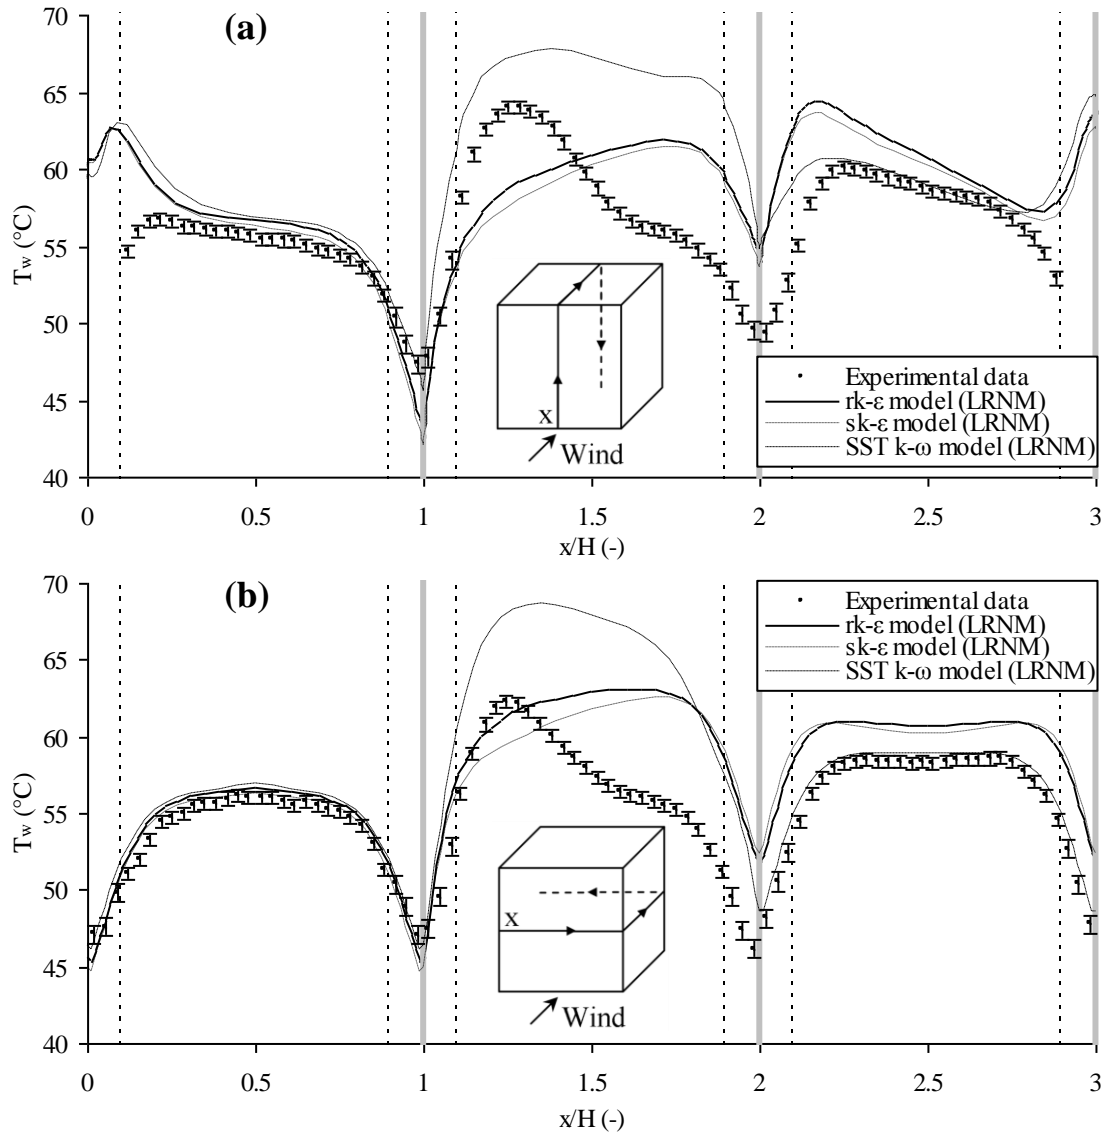 (a)
T_w (°C)
70
65
60
55
50
45
40
X
Wind
Experimental data
rk-ε model (LRNM)
sk-ε model (LRNM)
SST k-ω model (LRNM)
0 0.5 1 1.5 2 2.5 3
x/H (-)
(b)
T_w (°C)
70
65
60
55
50
45
40
Experimental data
rk-ε model (LRNM)
sk-ε model (LRNM)
SST k-ω model (LRNM)
X
Wind
0 0.5 1 1.5 2 2.5 3
x/H (-)